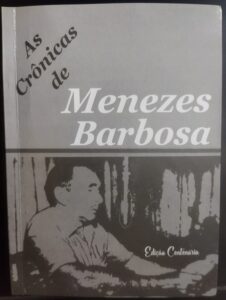 As
Crônicas
de
Menezes
Barbosa
Edição Centenária